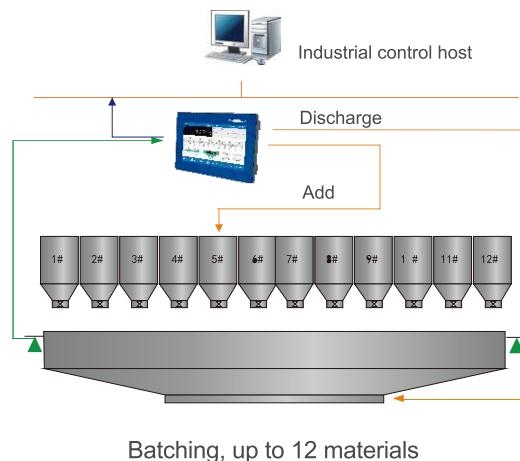 Industrial control host
Discharge
Add
1# 2# 3# 4# 5# 6# 7# 8# 9# 1 # 11# 12#
Batching, up to 12 materials